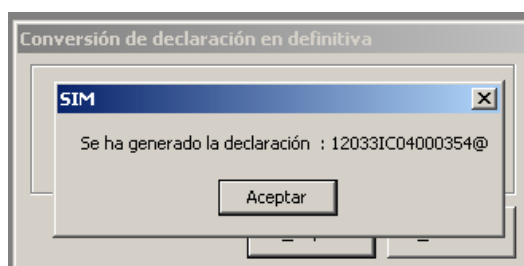 Conversión de declaración en definitiva
SIM
Se ha generado la declaración : 12033IC04000354@
Aceptar